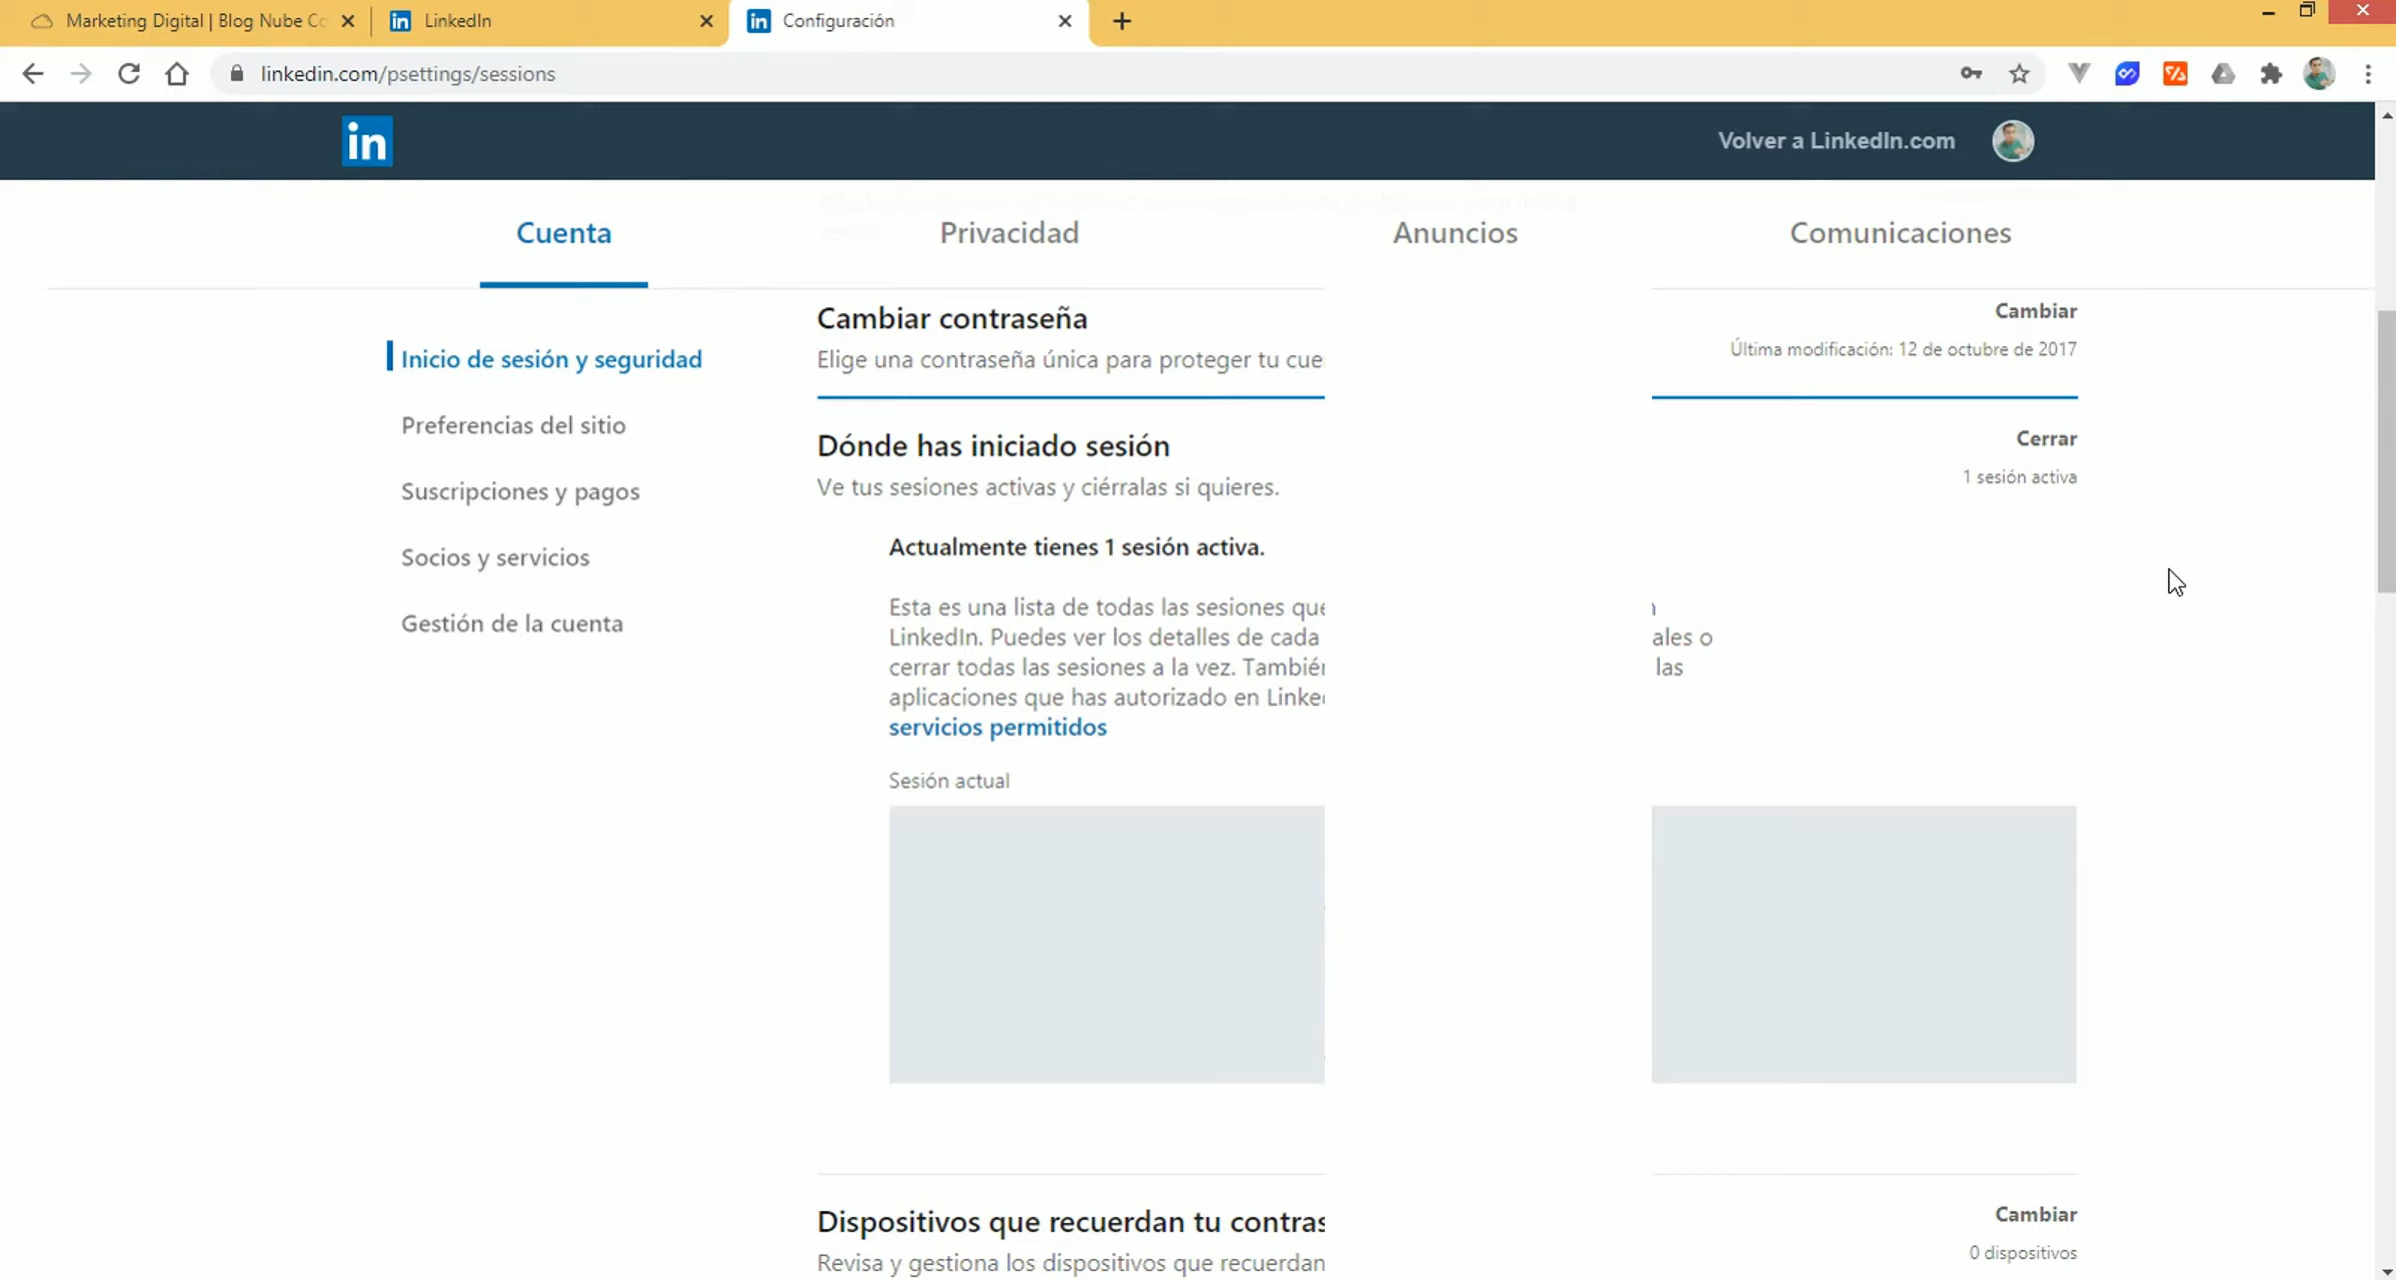 Marketing Digital | Blog Nube Co
LinkedIn
Configuración
linkedin.com/psettings/sessions
in
Volver a LinkedIn.com
Cuenta
Privacidad
Anuncios
Comunicaciones
Inicio de sesión y seguridad
Preferencias del sitio
Suscripciones y pagos
Socios y servicios
Gestión de la cuenta
Cambiar contraseña
Cambiar
Elige una contraseña única para proteger tu cue
Última modificación: 12 de octubre de 2017
Dónde has iniciado sesión
Cerrar
Ve tus sesiones activas y ciérralas si quieres.
1 sesión activa
Actualmente tienes 1 sesión activa.
Esta es una lista de todas las sesiones que
LinkedIn. Puedes ver los detalles de cada ales o
cerrar todas las sesiones a la vez. También las
aplicaciones que has autorizado en Linke
servicios permitidos
Sesión actual
Dispositivos que recuerdan tu contras
Cambiar
Revisa y gestiona los dispositivos que recuerdan
0 dispositivos